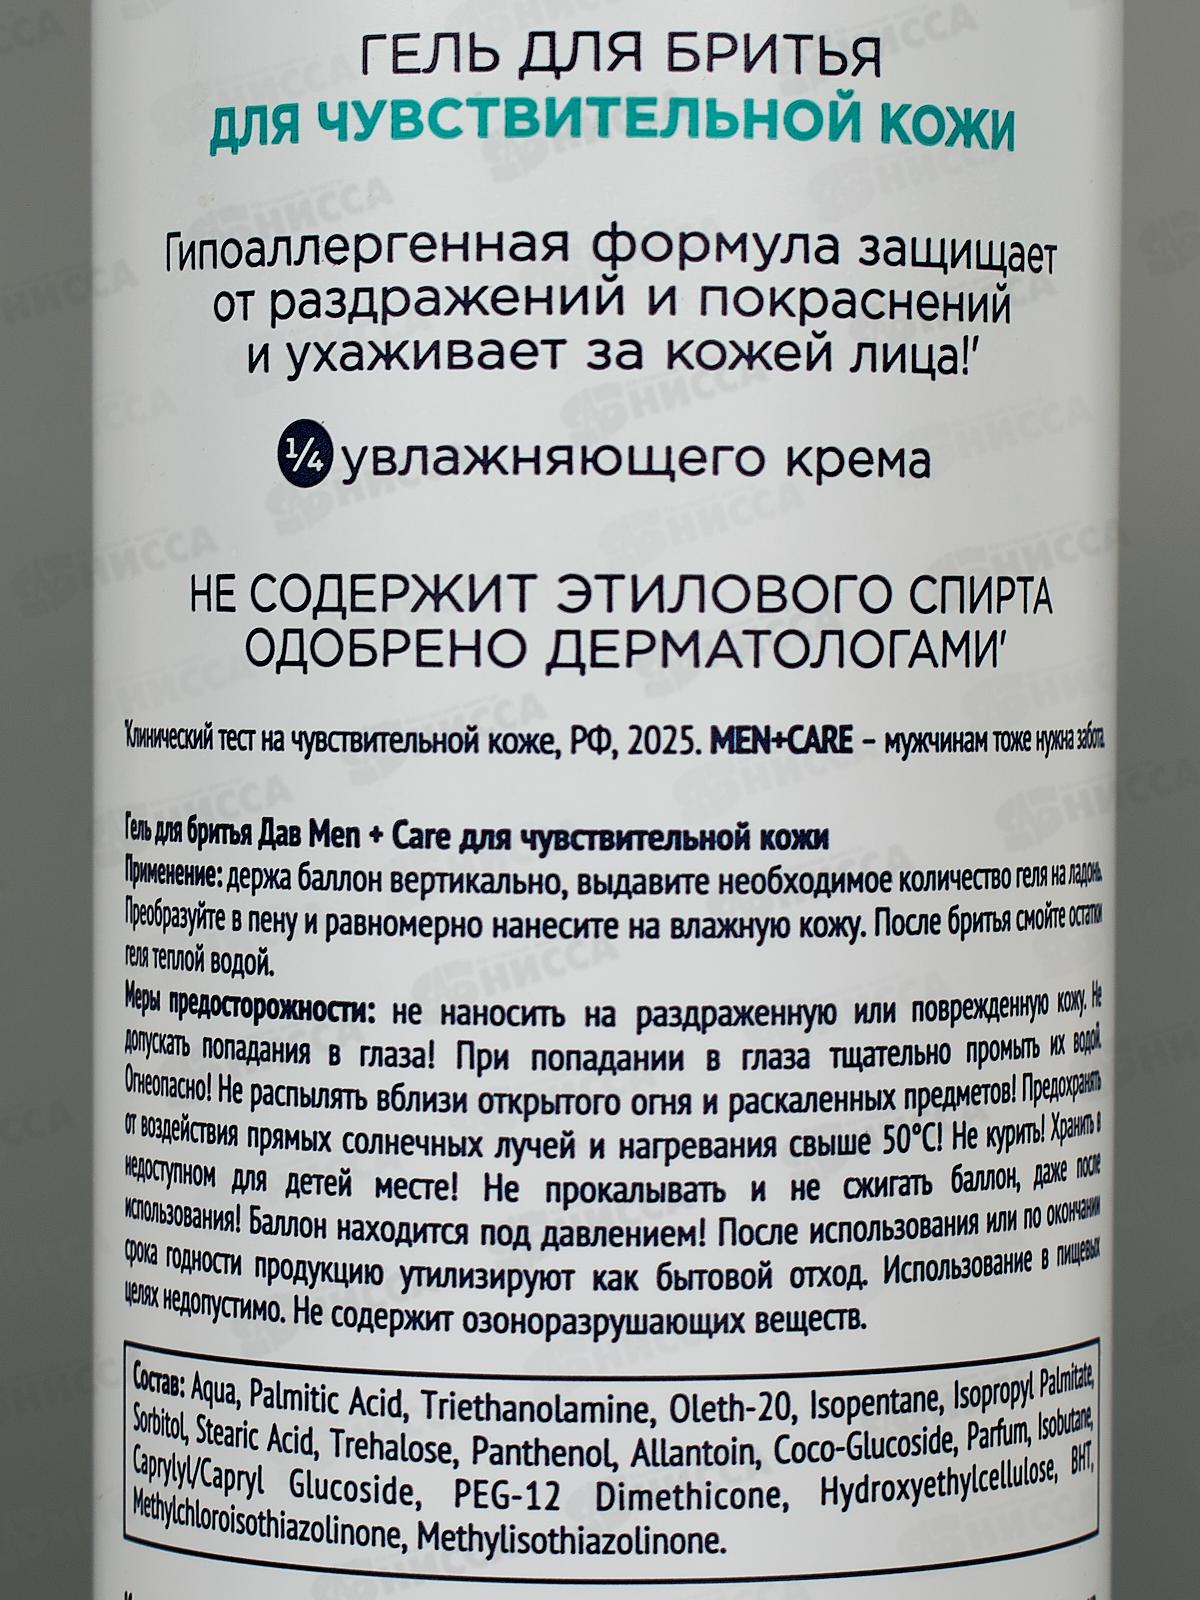 ГЕЛЬ ДЛЯ БРИТЬЯ
ДЛЯ ЧУВСТВИТЕЛЬНОЙ КОЖИ
Гипоаллергенная формула защищает
от раздражений и покраснений
и ухаживает за кожей лица!'
1/4 увлажняющего крема
НЕ СОДЕРЖИТ ЭТИЛОВОГО СПИРТА
ОДОБРЕНО ДЕРМАТОЛОГАМИ'
'Клинический тест на чувствительной коже, РФ, 2025. MEN+CARE – мужчинам тоже нужна забота.
Гель для бритья Дав Men + Care для чувствительной кожи
Применение: держа баллон вертикально, выдавите необходимое количество геля на ладонь.
Преобразуйте в пену и равномерно нанесите на влажную кожу. После бритья смойте остатки
геля теплой водой.
Меры предосторожности: не наносить на раздраженную или поврежденную кожу. Не
допускать попадания в глаза! При попадании в глаза тщательно промыть их водой.
Огнеопасно! Не распылять вблизи открытого огня и раскаленных предметов! Предохранять
от воздействия прямых солнечных лучей и нагревания свыше 50°C! Не курить! Хранить в
недоступном для детей месте! Не прокалывать и не сжигать баллон, даже после
использования! Баллон находится под давлением! После использования или по окончании
срока годности продукцию утилизируют как бытовой отход. Использование в пищевых
целях недопустимо. Не содержит озоноразрушающих веществ.
Состав: Aqua, Palmitic Acid, Triethanolamine, Oleth-20, Isopentane, Isopropyl Palmitate,
Sorbitol, Stearic Acid, Trehalose, Panthenol, Allantoin, Coco-Glucoside, Parfum, Isobutane,
Caprylyl/Capryl Glucoside, PEG-12 Dimethicone, Hydroxyethylcellulose, BHT,
Methylchloroisothiazolinone, Methylisothiazolinone.